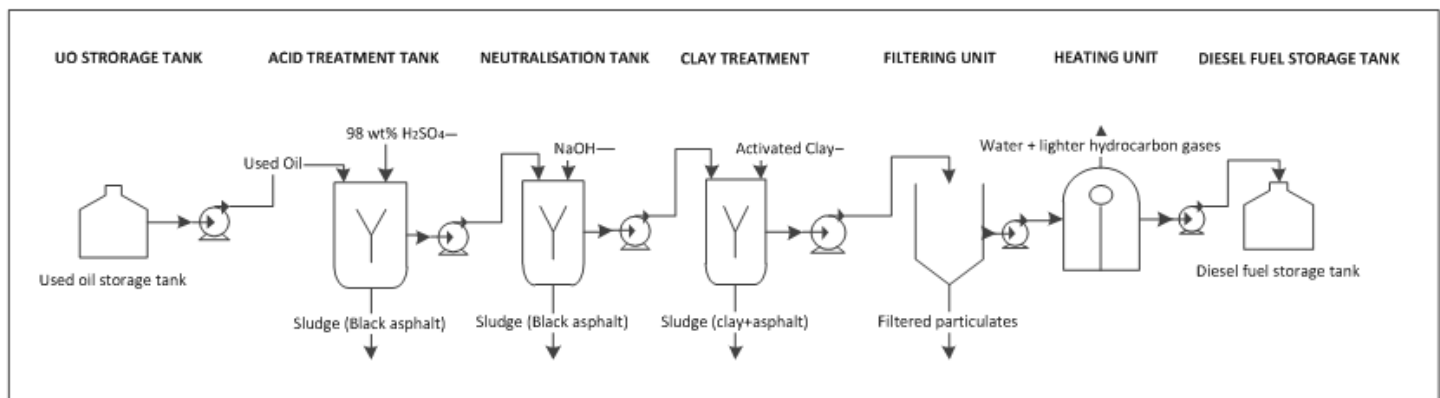 UO STRORAGE TANK
ACID TREATMENT TANK
NEUTRALISATION TANK
CLAY TREATMENT
FILTERING UNIT
HEATING UNIT
DIESEL FUEL STORAGE TANK
98 wt% H₂SO₄
Used Oil
NaOH
Activated Clay
Water + lighter hydrocarbon gases
Used oil storage tank
Diesel fuel storage tank
Sludge (Black asphalt)
Sludge (Black asphalt)
Sludge (clay+asphalt)
Filtered particulates